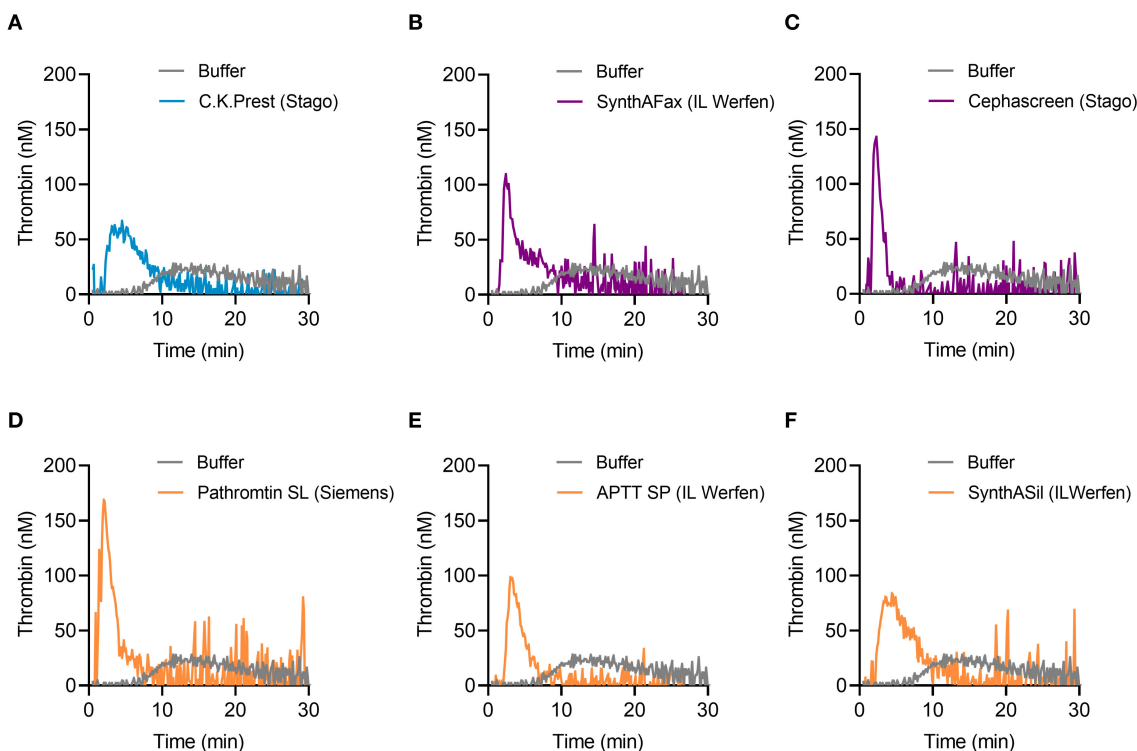 A
B
C
200
150
100
50
0
Thrombin (nM)
Buffer
C.K.Prest (Stago)
0
10
20
30
Time (min)
200
150
100
50
0
Thrombin (nM)
Buffer
SynthAFax (IL Werfen)
0
10
20
30
Time (min)
200
150
100
50
0
Thrombin (nM)
Buffer
Cephascreen (Stago)
0
10
20
30
Time (min)
D
E
F
200
150
100
50
0
Thrombin (nM)
Buffer
Pathromtin SL (Siemens)
0
10
20
30
Time (min)
200
150
100
50
0
Thrombin (nM)
Buffer
APTT SP (IL Werfen)
0
10
20
30
Time (min)
200
150
100
50
0
Thrombin (nM)
Buffer
SynthASil (ILWerfen)
0
10
20
30
Time (min)